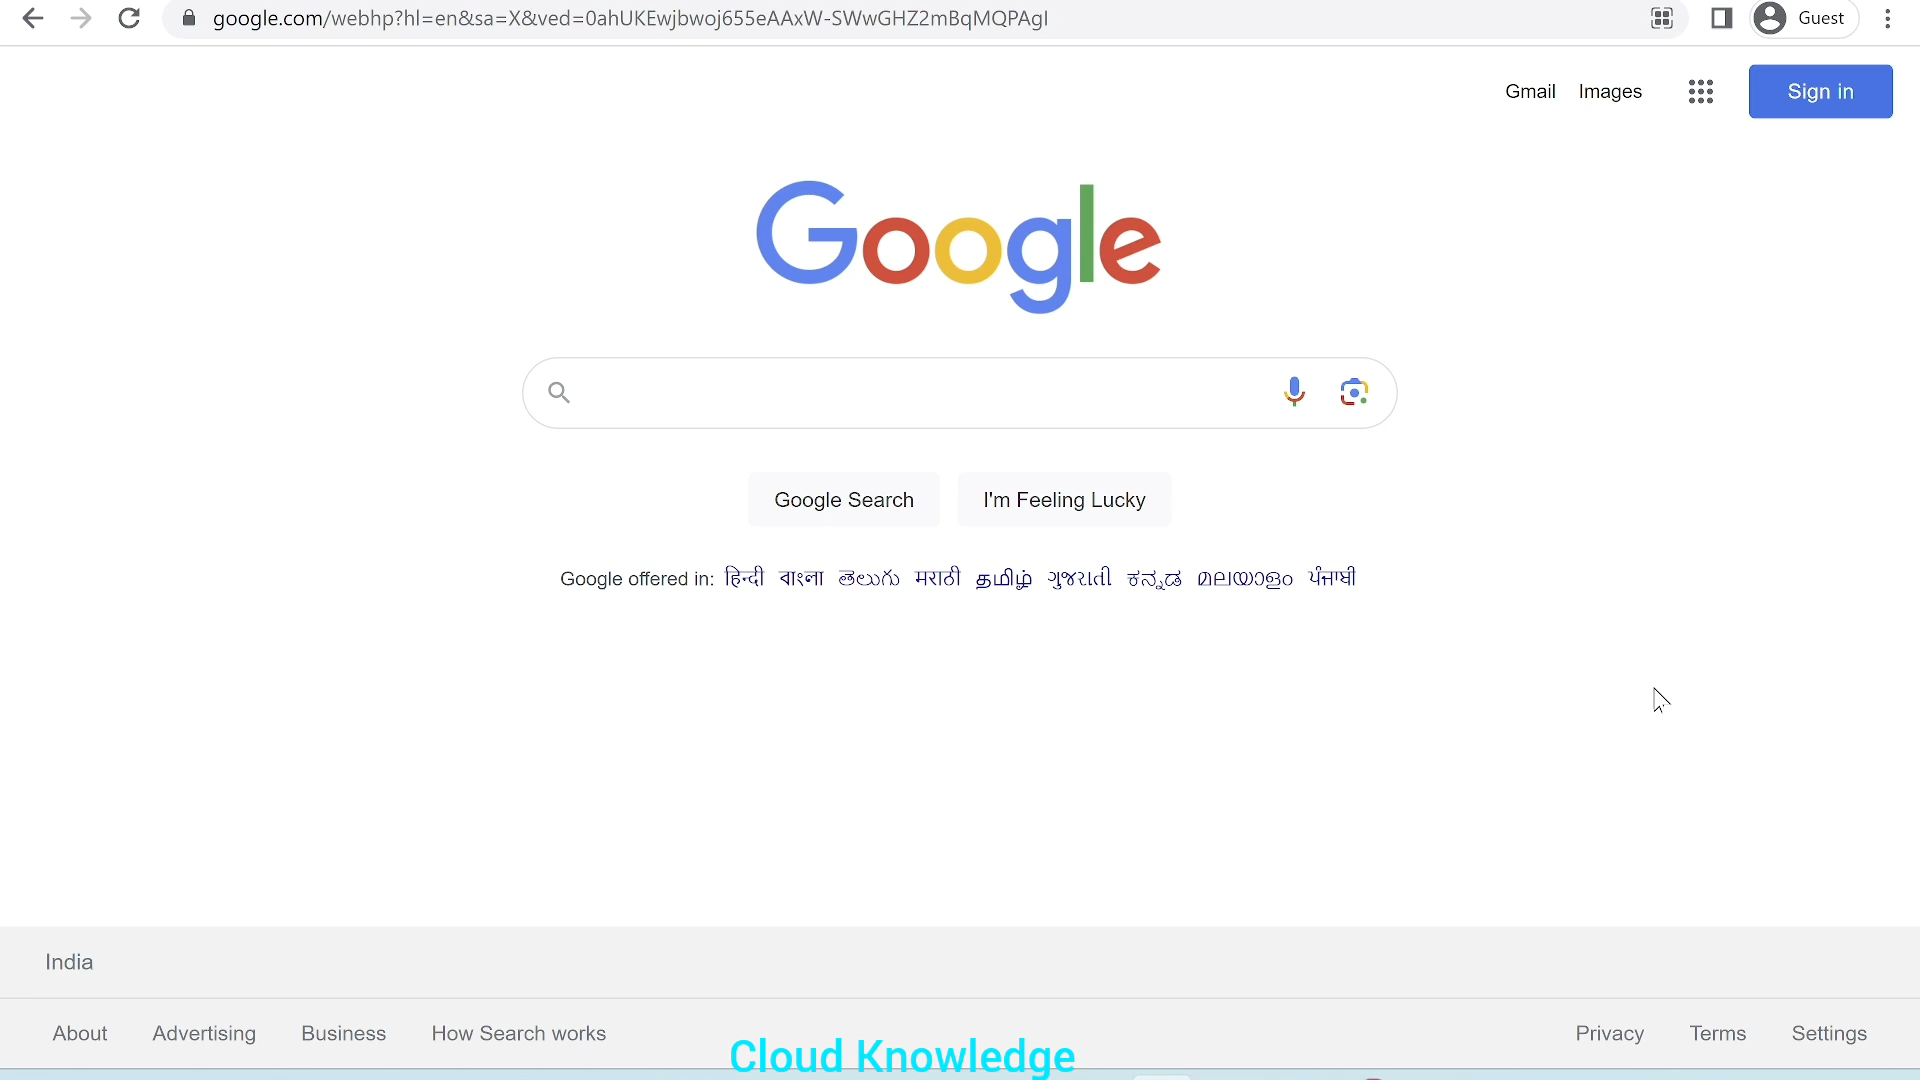 google.com/webhp?hl=en&sa=X&ved=0ahUKEwjbwoj655eAAxW-SWwGHZ2mBqMQPAgI
Guest
Gmail Images Sign in
Google
Google Search I'm Feeling Lucky
Google offered in: हिन्दी বাংলা తెలుగు मराठी தமிழ் ગુજરાતી ಕನ್ನಡ മലയാളം ਪੰਜਾਬੀ
India
About Advertising Business How Search works Privacy Terms Settings
Cloud Knowledge